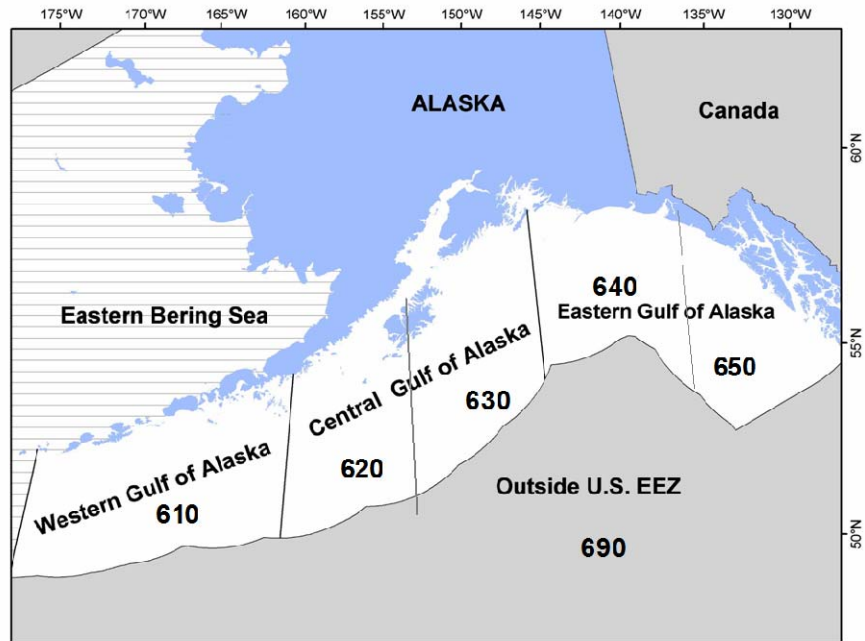 175°W 170°W 165°W 160°W 155°W 150°W 145°W 140°W 135°W 130°W
ALASKA
Canada
60°N
640
Eastern Bering Sea
Eastern Gulf of Alaska
55°N
650
Central Gulf of Alaska
630
620
Western Gulf of Alaska
610
Outside U.S. EEZ
50°N
690